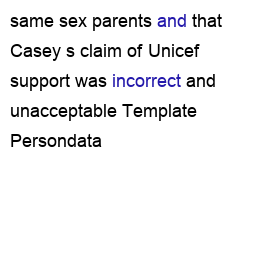 same sex parents and that
Casey s claim of Unicef
support was incorrect and
unacceptable Template
Persondata